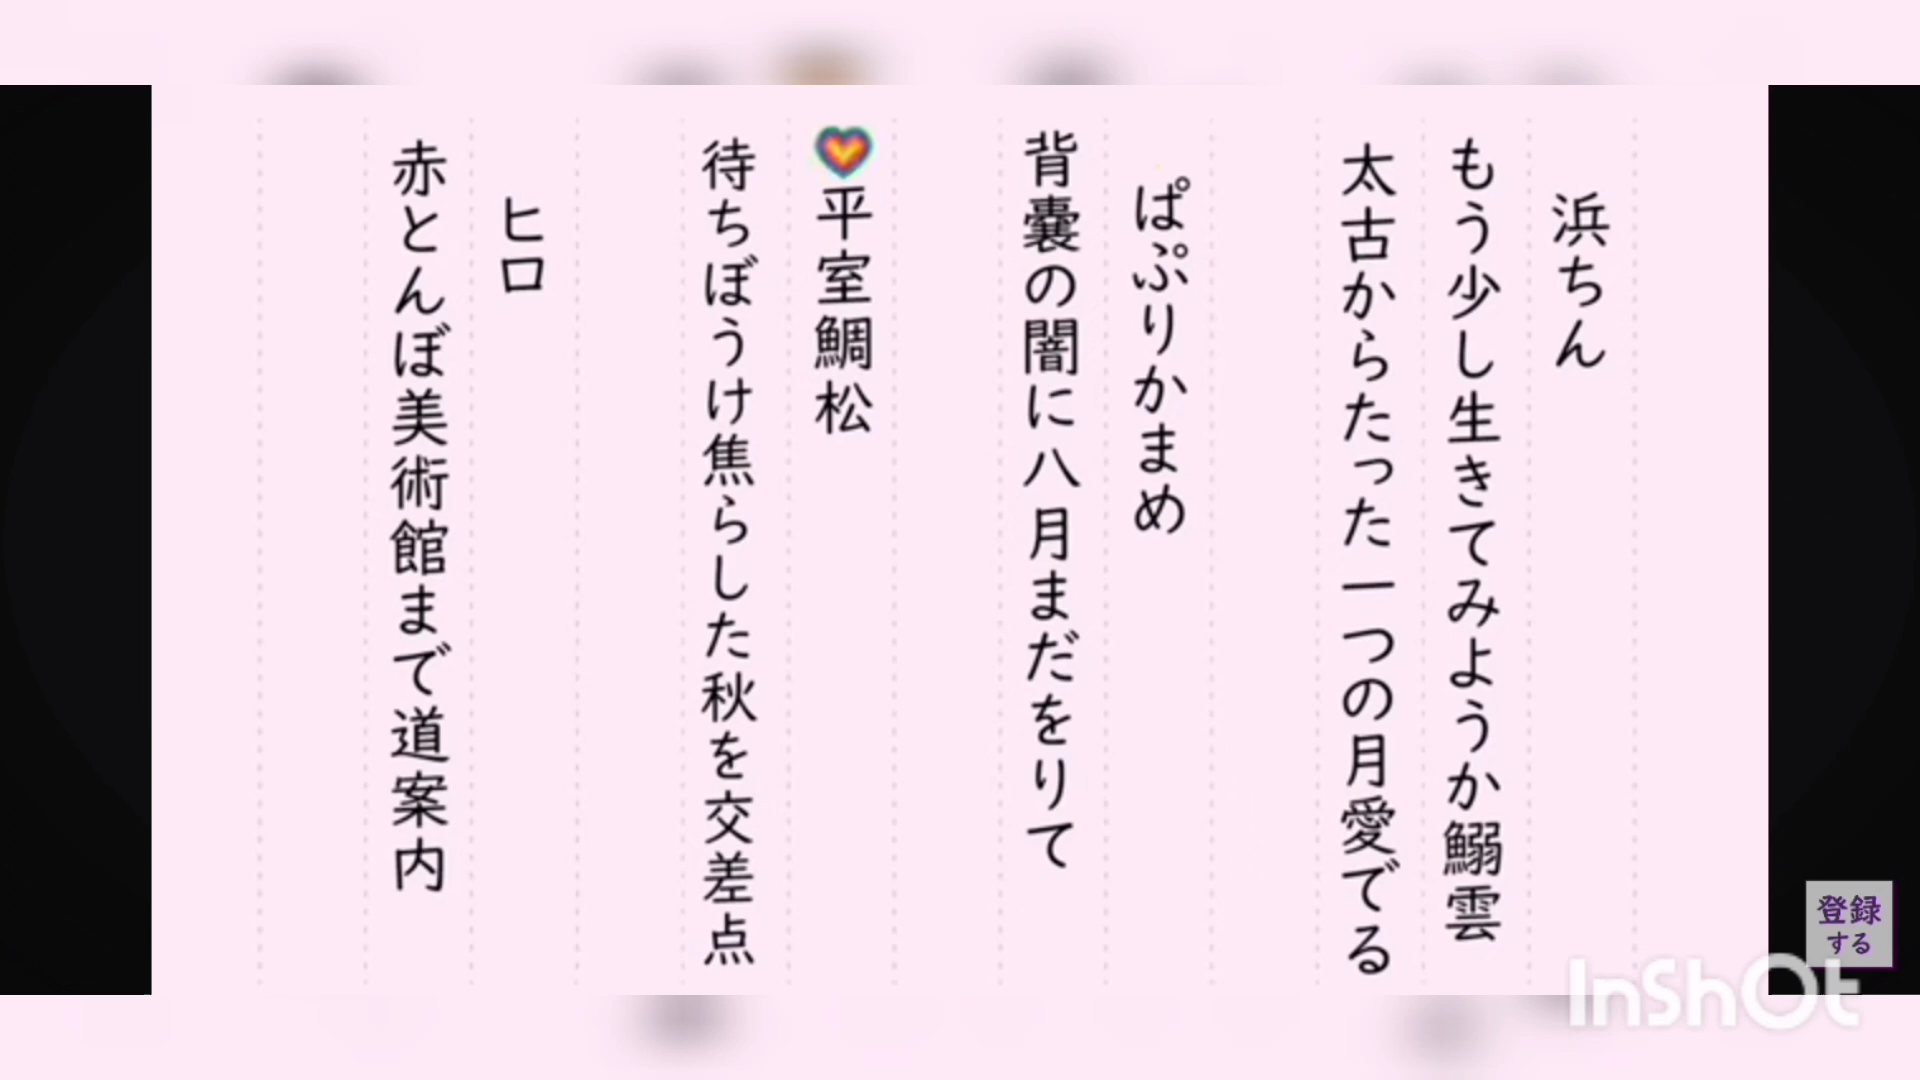 浜ちん
もう少し生きてみようか鰯雲
太古からたった一つの月愛でる
ぱぷりかまめ
背嚢の闇に八月まだをりて
平室鯛松
待ちぼうけ焦らした秋を交差点
ヒロ
赤とんぼ美術館まで道案内
登録
する
InShOt